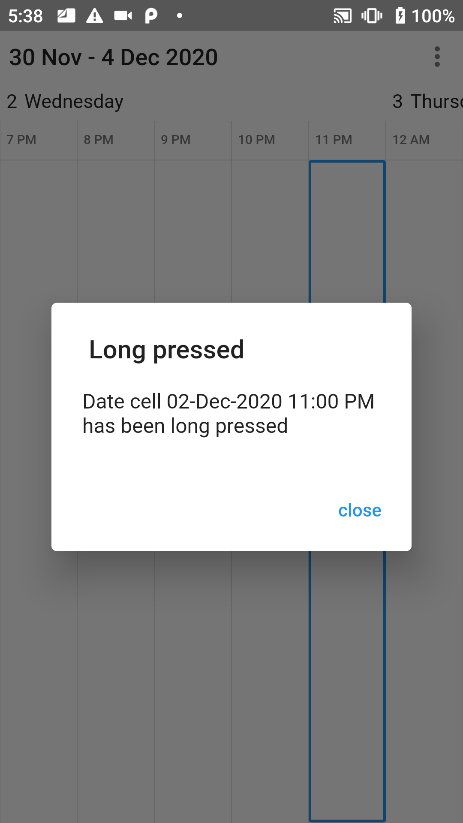 5:38 100%
30 Nov - 4 Dec 2020
2 Wednesday 3 Thurs
7 PM 8 PM 9 PM 10 PM 11 PM 12 AM
Long pressed
Date cell 02-Dec-2020 11:00 PM
has been long pressed
close